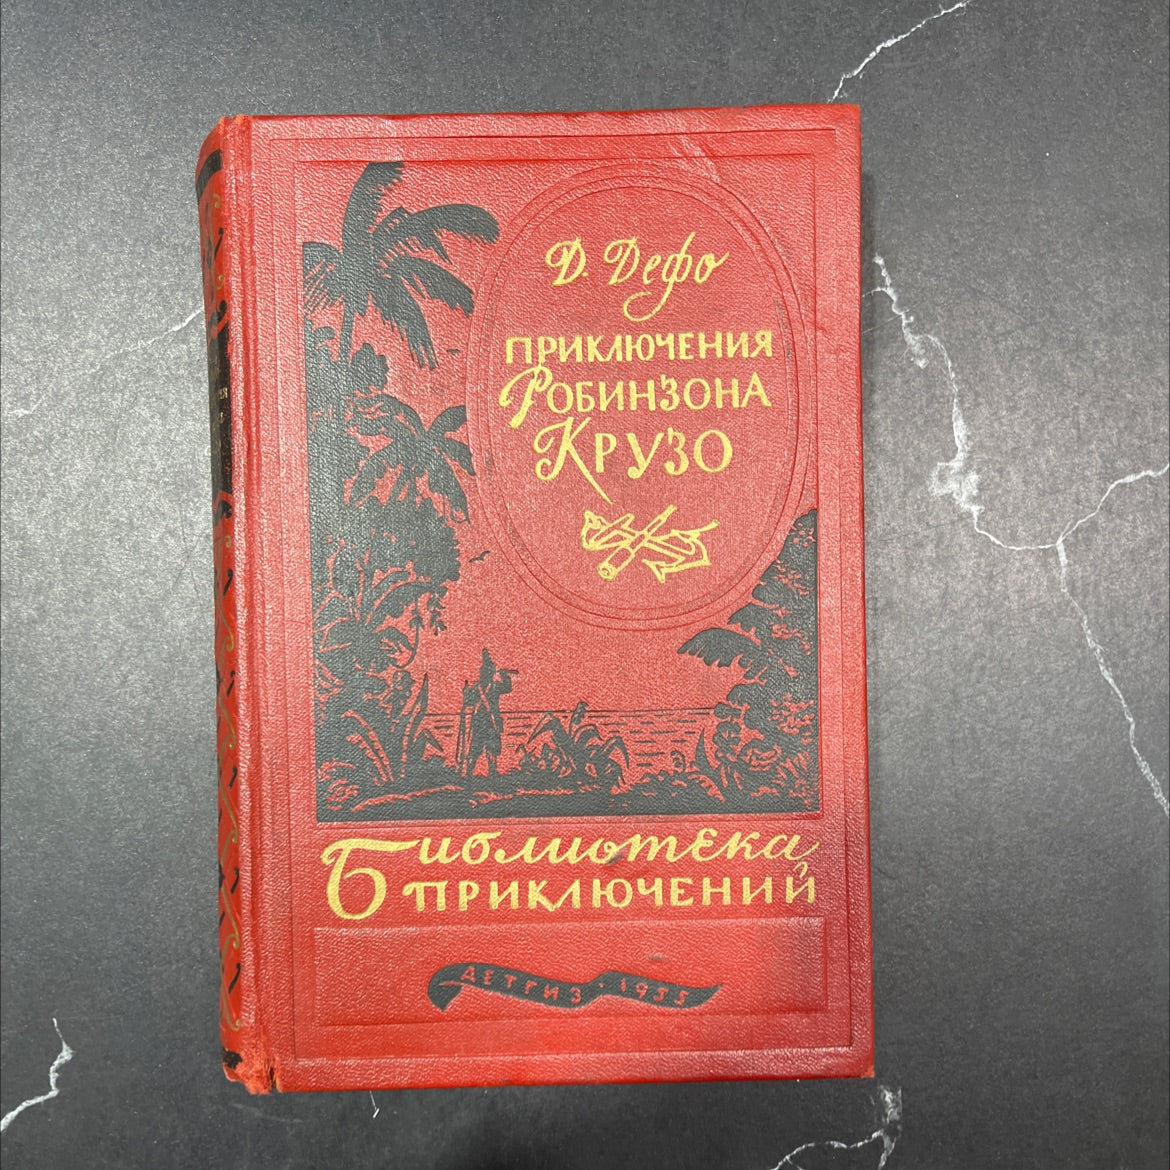 Д. Дефо
ПРИКЛЮЧЕНИЯ
РОБИНЗОНА
КРУЗО
БИБЛИОТЕКА
ПРИКЛЮЧЕНИЙ
ДЕТГИЗ · 1955